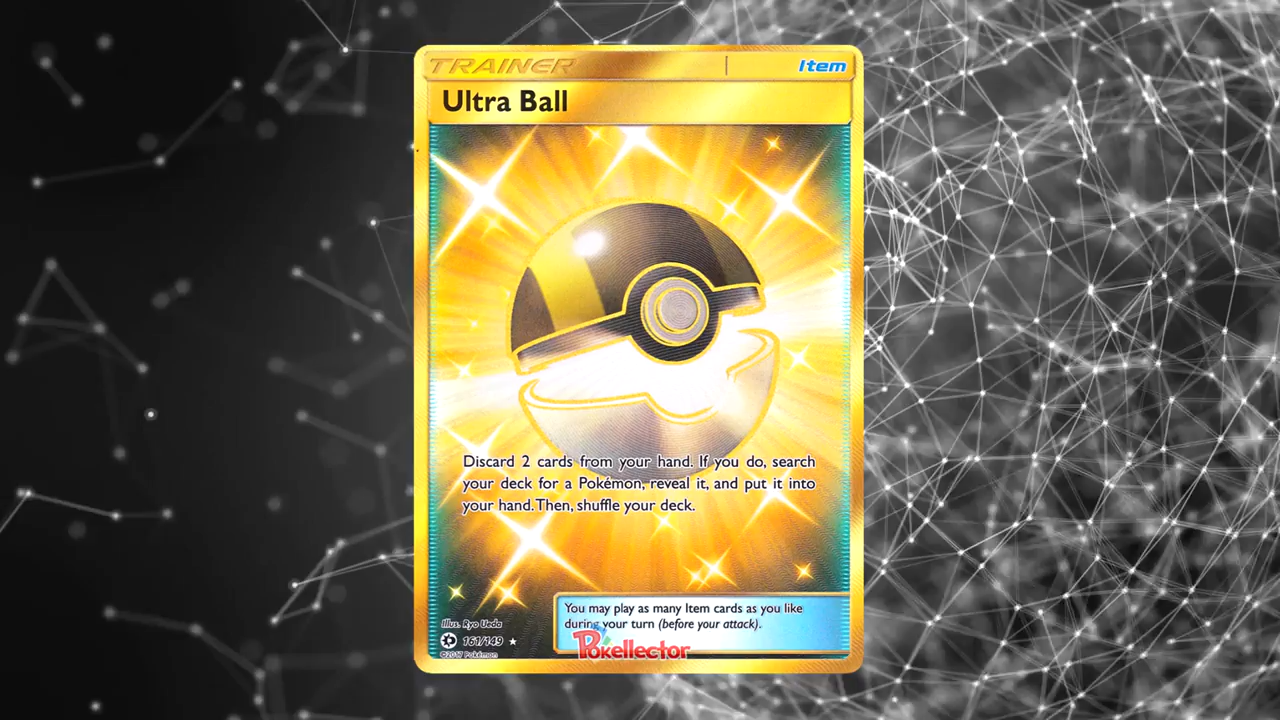 TRAINER
Item
Ultra Ball
Discard 2 cards from your hand. If you do, search
your deck for a Pokémon, reveal it, and put it into
your hand. Then, shuffle your deck.
You may play as many Item cards as you like
during your turn (before your attack).
Illus. Ryo Ueda
161/149 ★
©2017 Pokémon
Pokellector